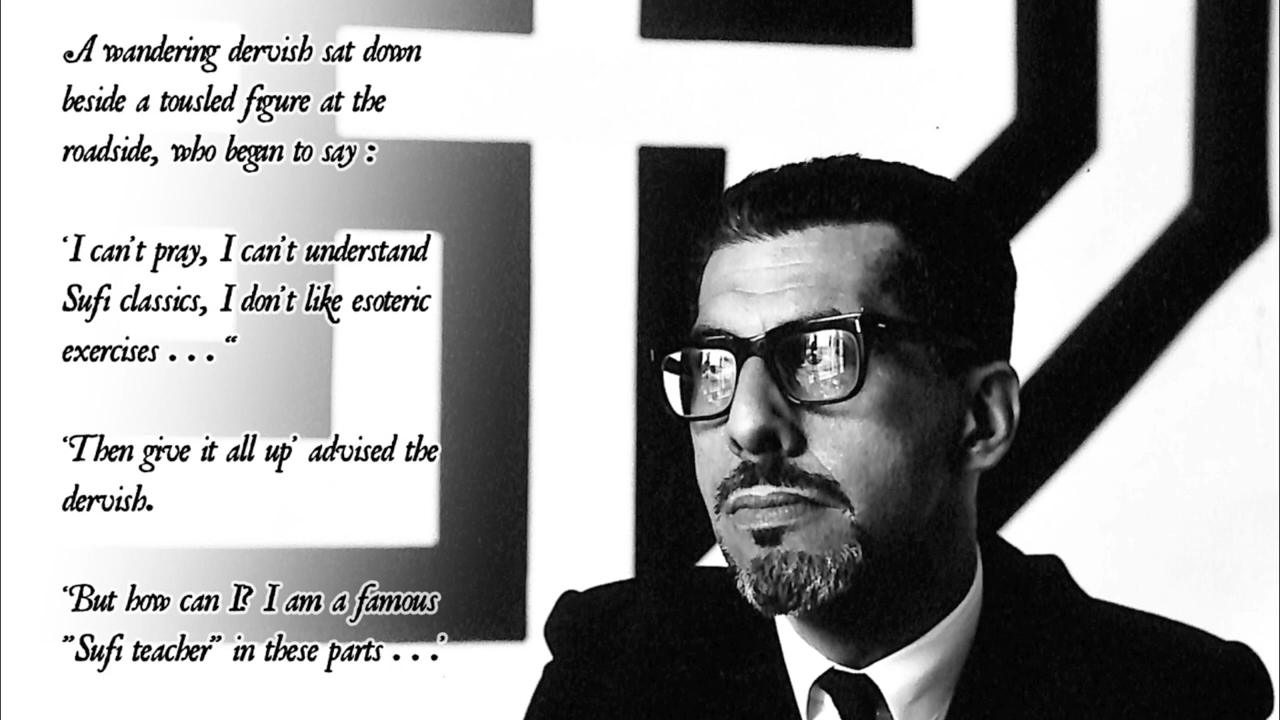 A wandering dervish sat down
beside a tousled figure at the
roadside, who began to say :
‘I can’t pray, I can’t understand
Sufi classics, I don’t like esoteric
exercises . . . “
‘Then give it all up’ advised the
dervish.
‘But how can I? I am a famous
”Sufi teacher” in these parts . . .’